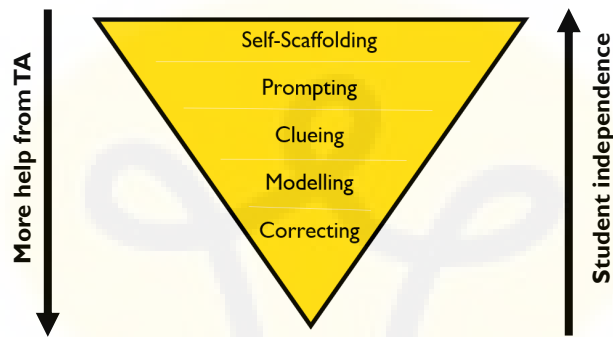 More help from TA
Self-Scaffolding
Prompting
Clueing
Modelling
Correcting
Student independence